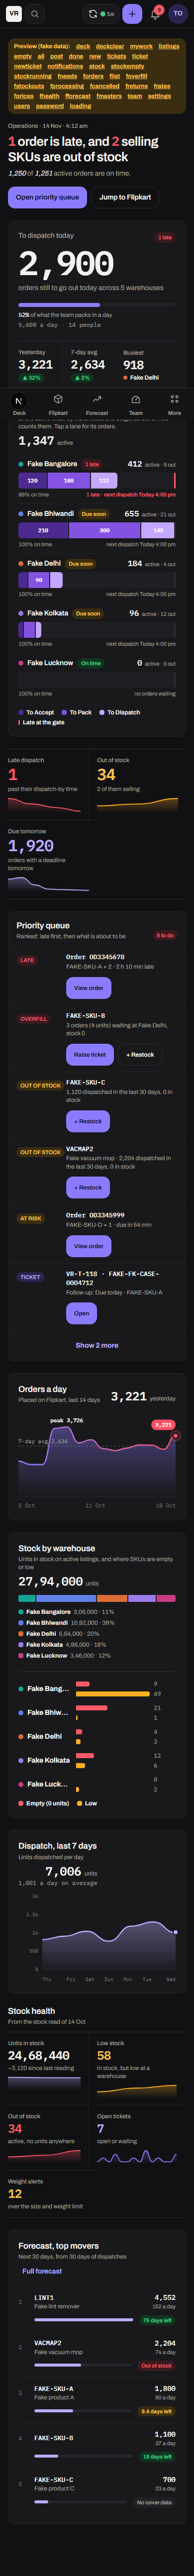 VR
1m
9
TO
Preview (fake data): deck deckclear mywork listings
empty all post done new tickets ticket
newticket notifications stock stockempty
stockrunning fneeds forders flist foverfill
fstockouts forocessing fcancelled freturns frates
forices fhealth fforecast fmasters team settings
users password loading
Operations · 14 Nov · 4:12 am
1 order is late, and 2 selling
SKUs are out of stock
1,250 of 1,251 active orders are on time.
Open priority queue
Jump to Flipkart
To dispatch today
1 late
2,900
orders still to go out today across 5 warehouses
52% of what the team packs in a day
5,600 a day · 14 people
Yesterday
7-day avg
Busiest
3,221
2,634
918
▲ 32%
▲ 2%
Fake Delhi
N
Deck
Flipkart
Forecast
Team
More
counts them. Tap a lane for its orders.
1,347 active
Fake Bangalore
1 late
412 active · 9 out
120
180
112
99% on time
1 late · next dispatch Today 4:00 pm
Fake Bhiwandi
Due soon
655 active · 21 out
210
300
145
100% on time
next dispatch Today 4:00 pm
Fake Delhi
Due soon
184 active · 4 out
90
100% on time
next dispatch Today 4:00 pm
Fake Kolkata
Due soon
96 active · 12 out
100% on time
next dispatch Today 4:00 pm
Fake Lucknow
On time
0 active · 0 out
100% on time
no orders waiting
To Accept
To Pack
To Dispatch
Late at the gate
Late dispatch
Out of stock
1
34
past their dispatch-by time
2 of them selling
Due tomorrow
1,920
orders with a deadline
tomorrow
Priority queue
Ranked: late first, then what is about to be
8 to do
LATE
Order OD3345678
FAKE-SKU-A × 2 · 2 h 10 min late
View order
OVERFILL
FAKE-SKU-B
3 orders (4 units) waiting at Fake Delhi,
stock 0
Raise ticket
+ Restock
OUT OF STOCK
FAKE-SKU-C
1,120 dispatched in the last 30 days, 0 in
stock
+ Restock
OUT OF STOCK
VACMAP2
Fake vacuum mop · 2,204 dispatched in
the last 30 days, 0 in stock
+ Restock
AT RISK
Order OD3345999
FAKE-SKU-D × 1 · due in 54 min
View order
TICKET
VR-T-118 · FAKE-FK-CASE-
0004712
Follow-up: Due today · FAKE-SKU-A
Open
Show 2 more
Orders a day
Placed on Flipkart, last 14 days
3,221 yesterday
peak 3,726
3,221
7-day avg 2,634
5 Oct
11 Oct
18 Oct
Stock by warehouse
Units in stock on active listings, and where SKUs are empty
or low
27,94,000 units
Fake Bangalore 3,06,000 · 11%
Fake Bhiwandi 10,92,000 · 39%
Fake Delhi 5,54,000 · 20%
Fake Kolkata 4,96,000 · 18%
Fake Lucknow 3,46,000 · 12%
Fake Bang...
9
49
Fake Bhiw...
21
1
Fake Delhi
4
3
Fake Kolkata
12
6
Fake Luck...
0
2
Empty (0 units)
Low
Dispatch, last 7 days
Units dispatched per day
7,006 units
1,001 a day on average
2k
1.5k
1k
500
0
Thu
Fri
Sat
Sun
Mon
Tue
Wed
Stock health
From the stock read of 14 Oct
Units in stock
Low stock
24,68,440
58
−3,120 since last reading
in stock, but low at a
warehouse
Out of stock
Open tickets
34
7
active, no units anywhere
open or waiting
Weight alerts
12
over the size and weight limit
Forecast, top movers
Next 30 days, from 30 days of dispatches
Full forecast
1
LINT1
4,552
Fake lint remover
152 a day
75 days left
2
VACMAP2
2,204
Fake vacuum mop
74 a day
Out of stock
3
FAKE-SKU-A
1,800
Fake product A
60 a day
9.4 days left
4
FAKE-SKU-B
1,100
37 a day
18 days left
5
FAKE-SKU-C
700
Fake product C
23 a day
No cover data